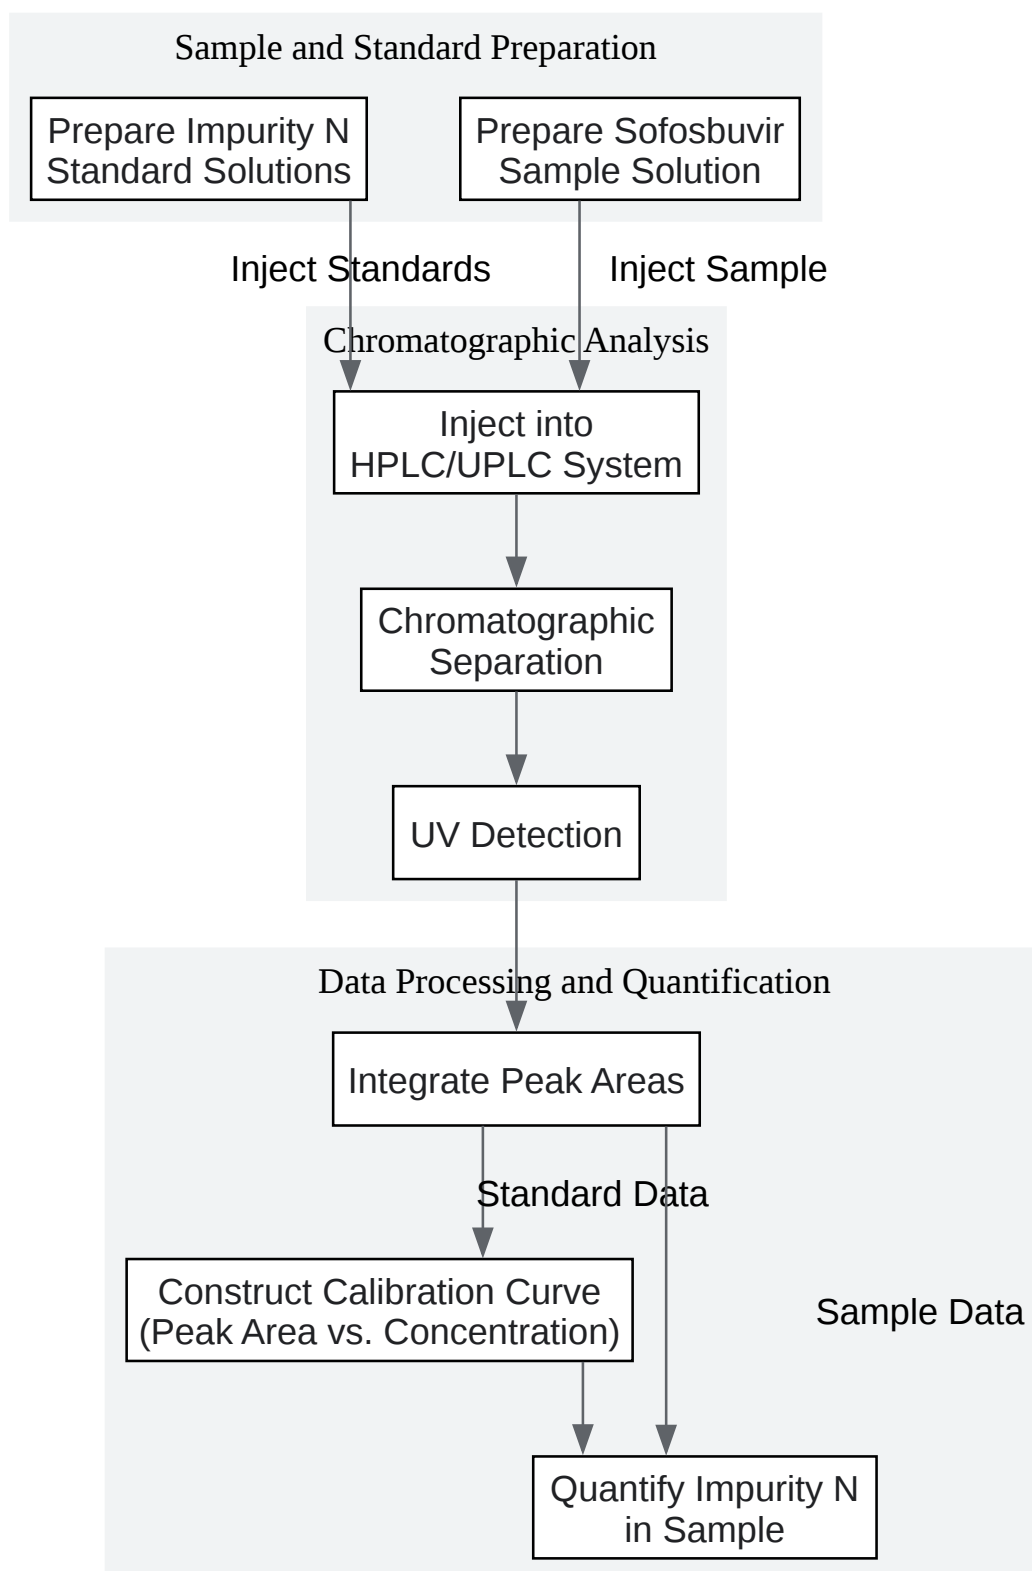 Sample and Standard Preparation
Prepare Impurity N
Standard Solutions
Prepare Sofosbuvir
Sample Solution
Inject Standards
Inject Sample
Chromatographic Analysis
Inject into
HPLC/UPLC System
Chromatographic
Separation
UV Detection
Data Processing and Quantification
Integrate Peak Areas
Standard Data
Construct Calibration Curve
(Peak Area vs. Concentration)
Sample Data
Quantify Impurity N
in Sample